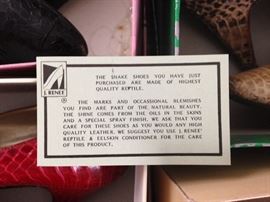 J. RENEE
®
THE SNAKE SHOES YOU HAVE JUST
PURCHASED ARE MADE OF HIGHEST
QUALITY REPTILE.
THE MARKS AND OCCASSIONAL BLEMISHES
YOU FIND ARE PART OF THE NATURAL BEAUTY.
THE SHINE COMES FROM THE OILS IN THE SKINS
AND A SPECIAL SPRAY FINISH. WE ASK THAT YOU
CARE FOR THESE SHOES AS YOU WOULD ANY HIGH
QUALITY LEATHER. WE SUGGEST YOU USE J. RENEE'
REPTILE & EELSKIN CONDITIONER FOR THE CARE
OF THIS PRODUCT.